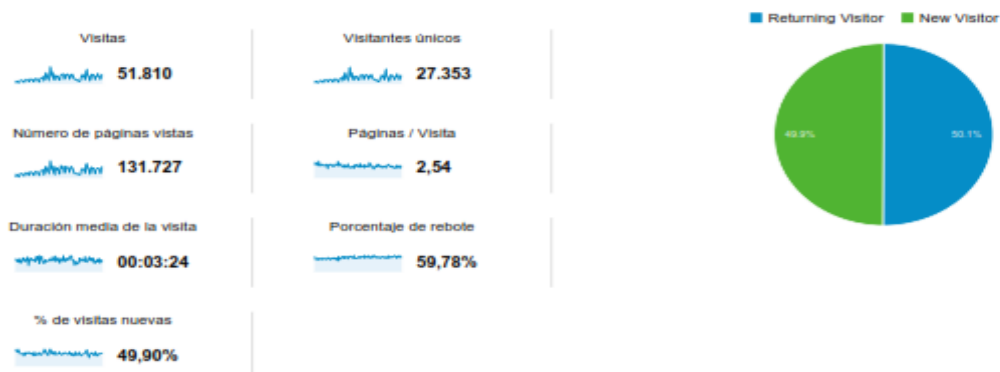 Returning Visitor
New Visitor
Visitas
51.810
Visitantes únicos
27.353
Número de páginas vistas
131.727
Páginas / Visita
2,54
Duración media de la visita
00:03:24
Porcentaje de rebote
59,78%
% de visitas nuevas
49,90%
49.9%
50.1%